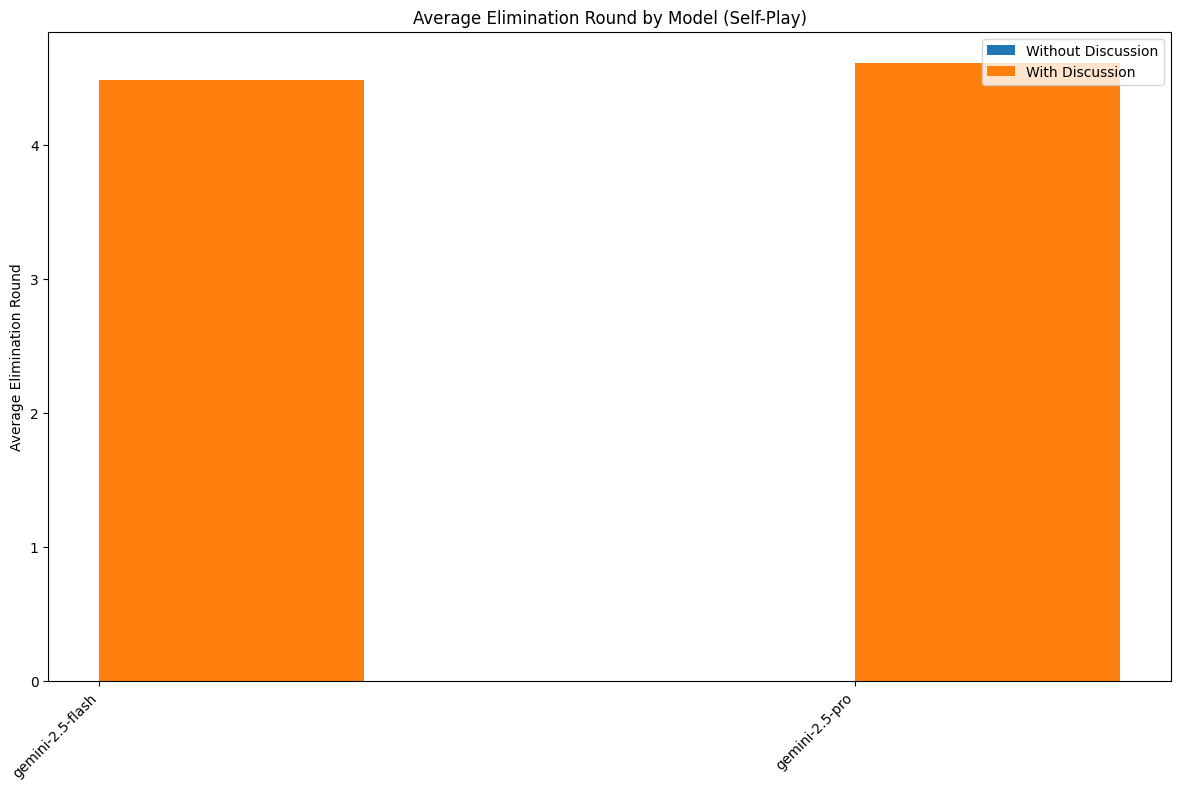 Average Elimination Round by Model (Self-Play)
Without Discussion
With Discussion
Average Elimination Round
4
3
2
1
0
gemini-2.5-flash
gemini-2.5-pro